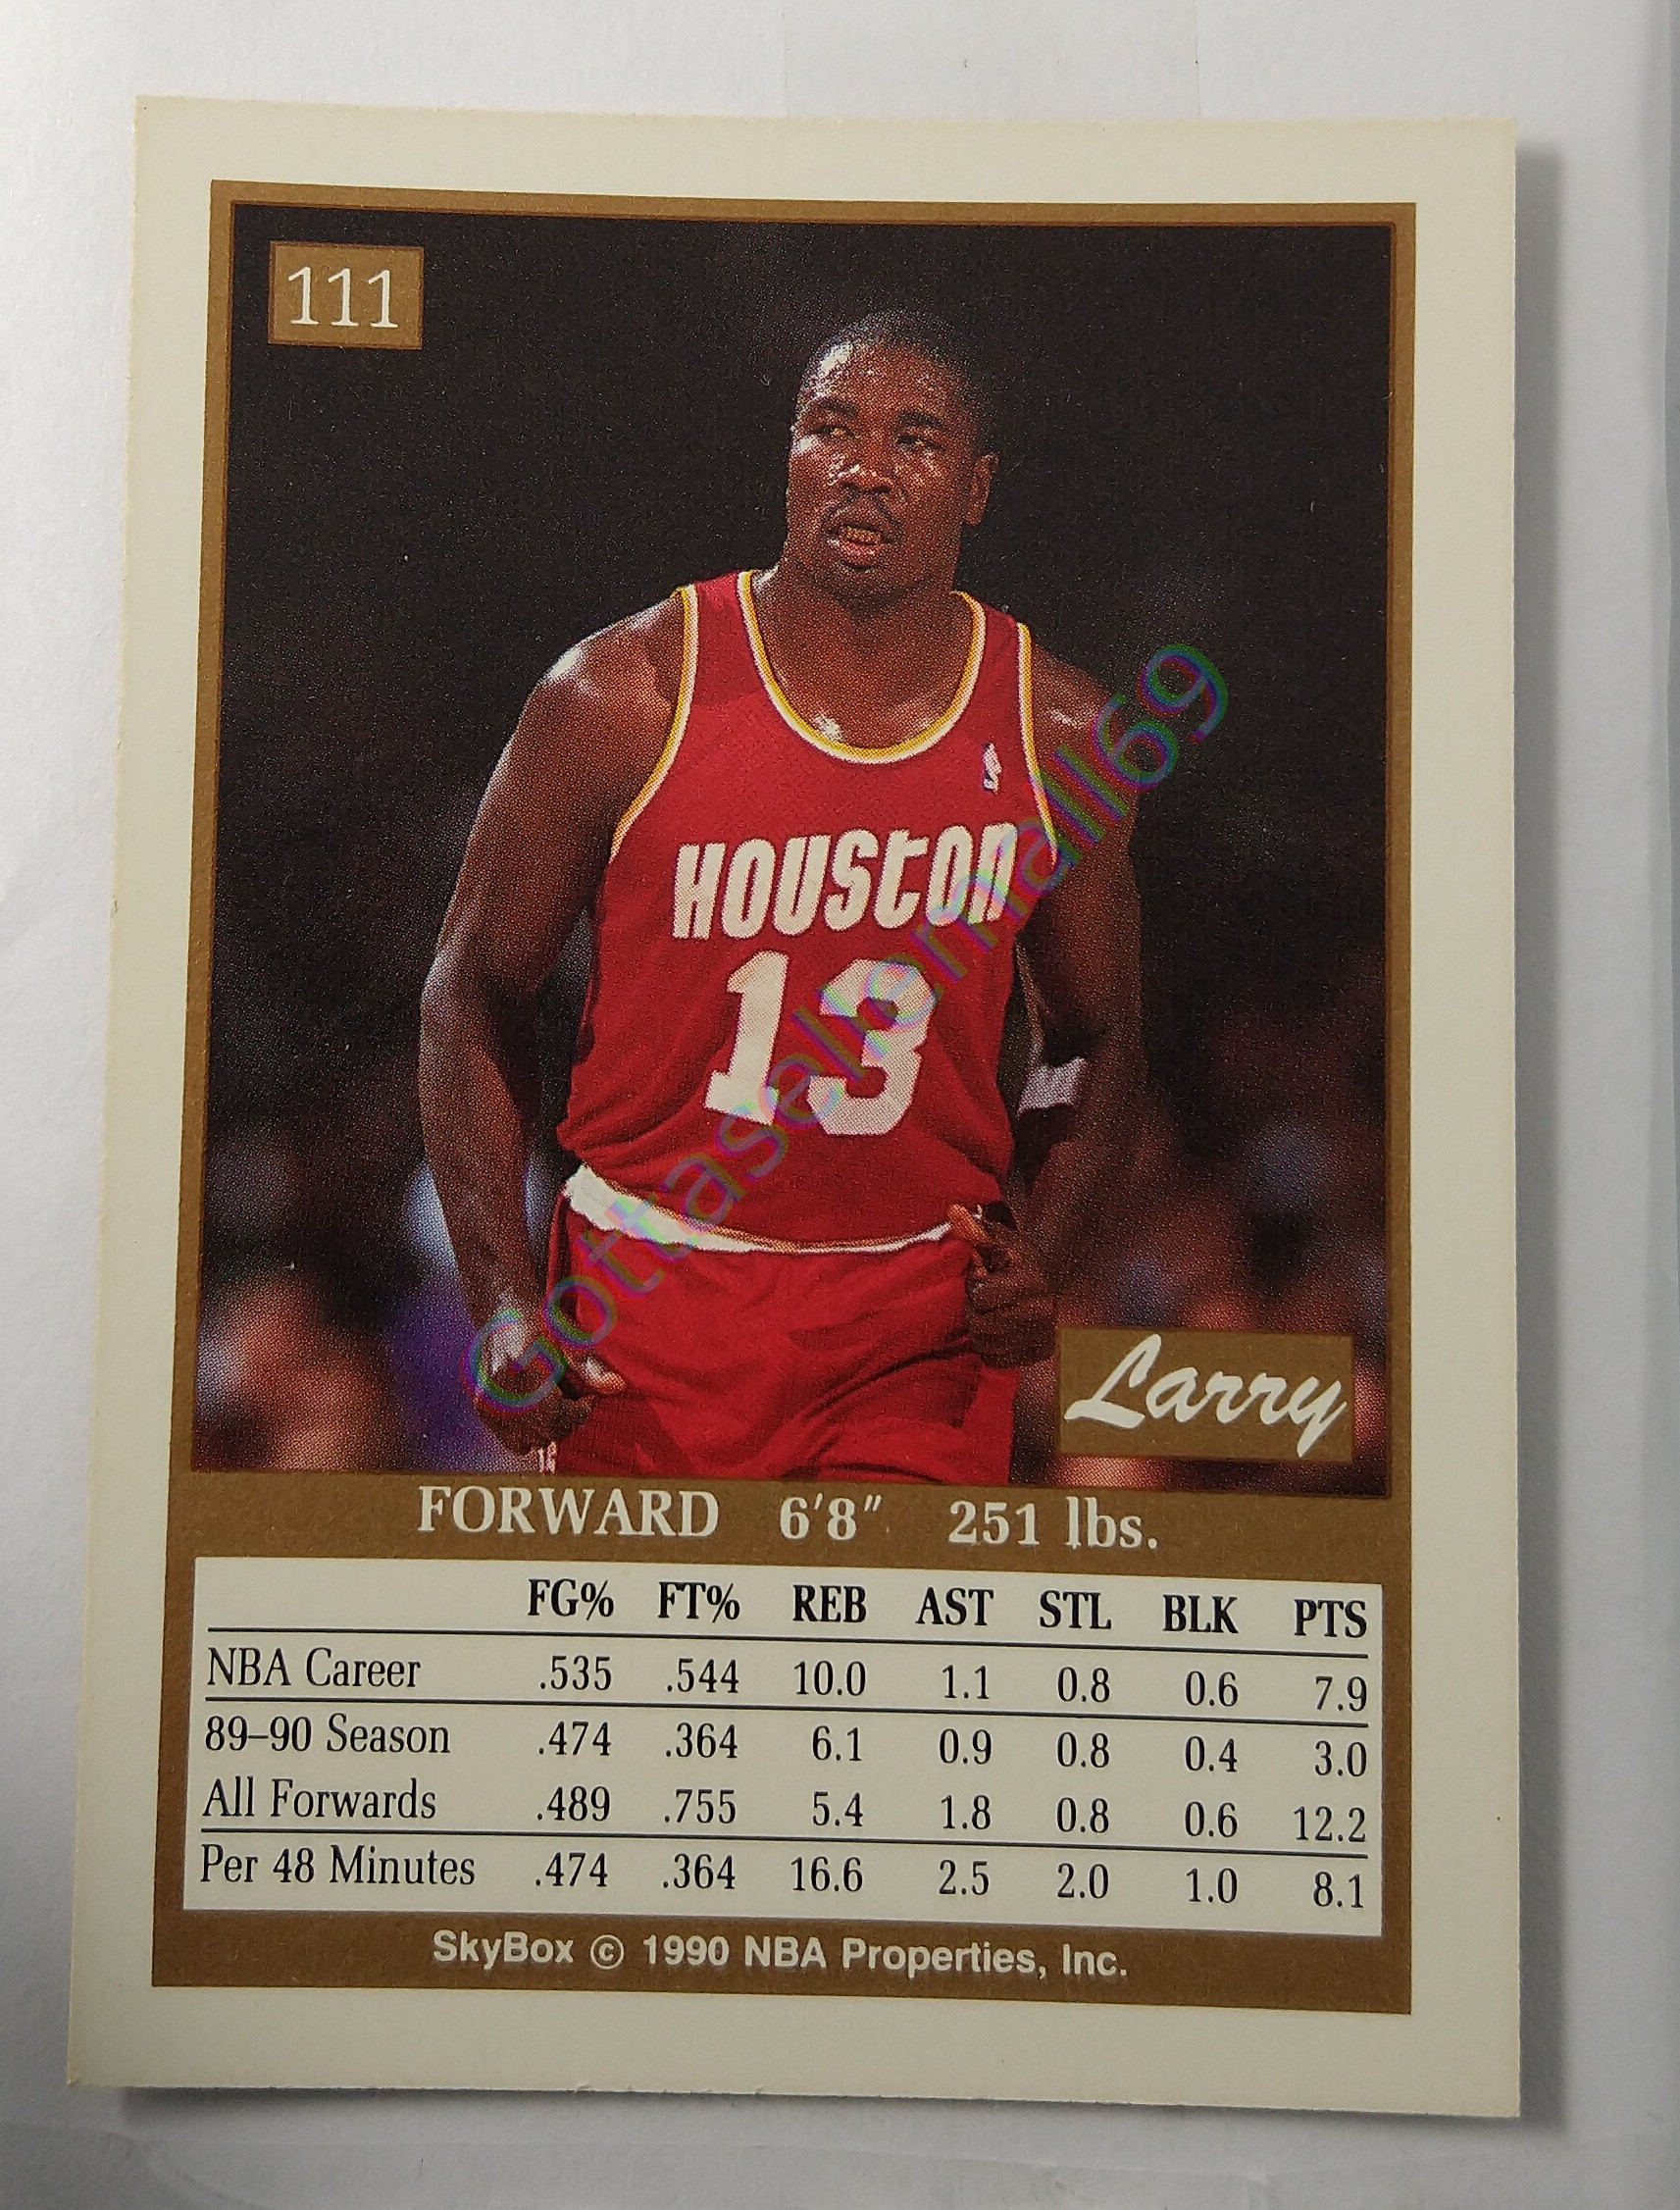 111
HOUSTON
13
Gottasellemall69
Larry
FORWARD 6'8" 251 lbs.
FG% FT% REB AST STL BLK PTS
NBA Career .535 .544 10.0 1.1 0.8 0.6 7.9
89–90 Season .474 .364 6.1 0.9 0.8 0.4 3.0
All Forwards .489 .755 5.4 1.8 0.8 0.6 12.2
Per 48 Minutes .474 .364 16.6 2.5 2.0 1.0 8.1
SkyBox © 1990 NBA Properties, Inc.